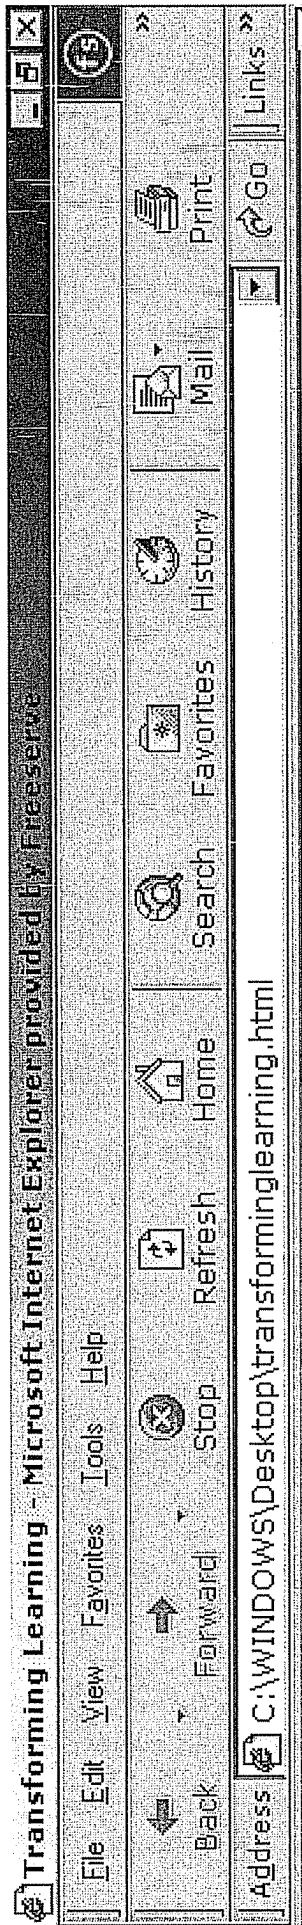 Transforming Learning - Microsoft Internet Explorer provided by Freeserve
File Edit View Favorites Tools Help
fs
Back Forward Stop Refresh Home Search Favorites History Mail Print »
Address C:\WINDOWS\Desktop\transforminglearning.html Go Links »